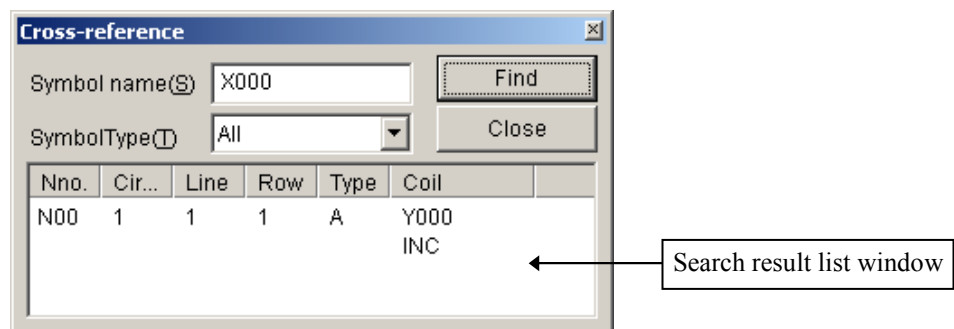 Cross-reference
Symbol name(S) X000 Find
SymbolType(T) All Close
Nno. Cir... Line Row Type Coil
N00 1 1 1 A Y000
INC
Search result list window